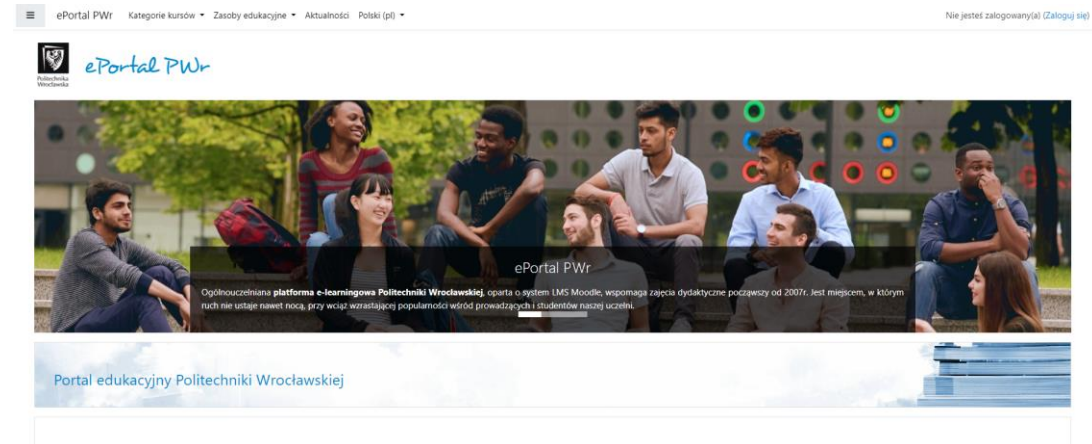 ePortal PWr Kategorie kursów Zasoby edukacyjne Aktualności Polski (pl) Nie jesteś zalogowany(a) (Zaloguj się)
Politechnika
Wrocławska
ePortal PWr
ePortal PWr
Ogólnouczelniana platforma e-learningowa Politechniki Wrocławskiej, oparta o system LMS Moodle, wspomaga zajęcia dydaktyczne począwszy od 2007r. Jest miejscem, w którym
ruch nie ustaje nawet nocą, przy wciąż wzrastającej popularności wśród prowadzących i studentów naszej uczelni.
Portal edukacyjny Politechniki Wrocławskiej